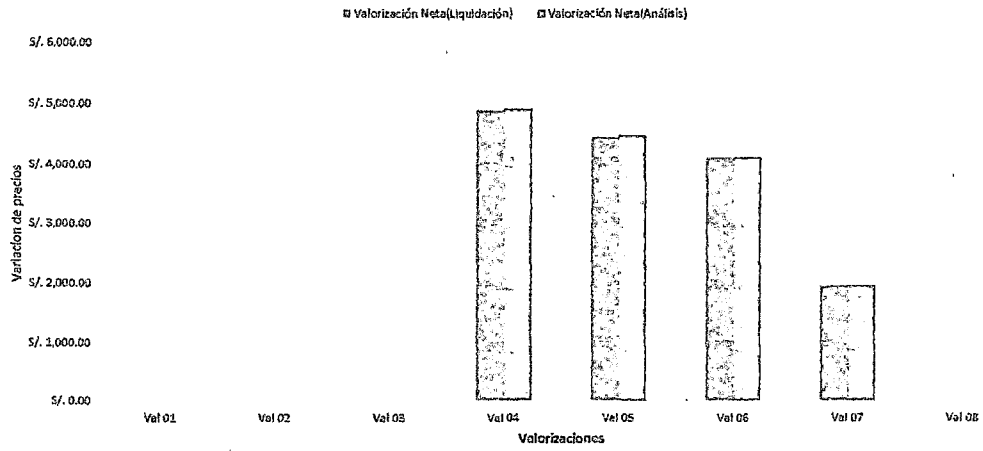 Valorización Neta(Liquidación) Valorización Neta(Análisis)
S/. 6,000.00
S/. 5,000.00
S/. 4,000.00
S/. 3,000.00
S/. 2,000.00
S/. 1,000.00
S/. 0.00
Variacion de precios
Val 01 Val 02 Val 03 Val 04 Val 05 Val 06 Val 07 Val 08
Valorizaciones